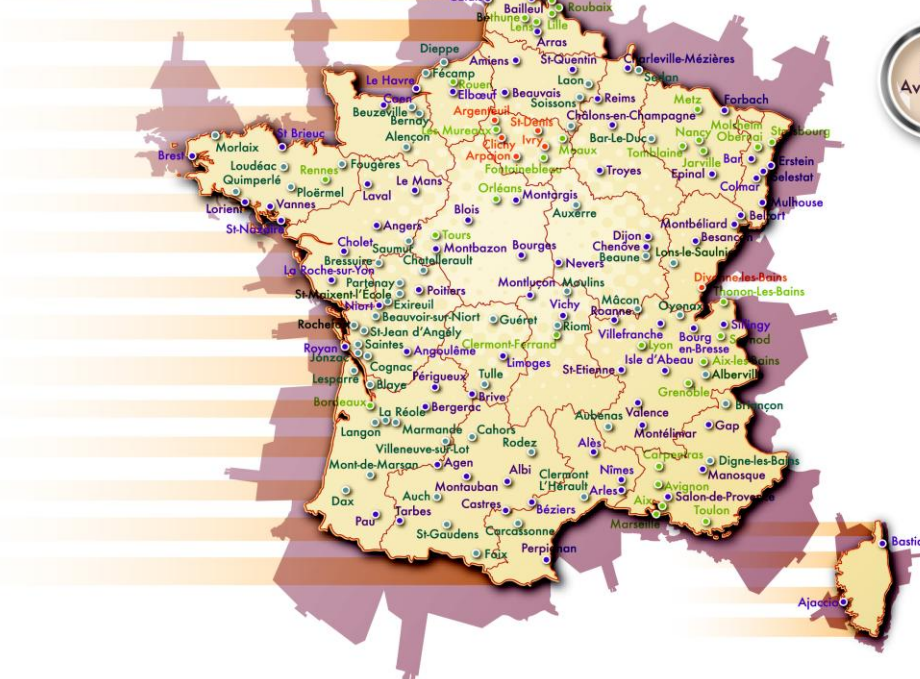 Bailleul
Roubaix
Béthune
Lens
Lille
Arras
Dieppe
Amiens
St-Quentin
Charleville-Mézières
Fécamp
Laon
Sedan
Le Havre
Rouen
Elbœuf
Beauvais
Soissons
Reims
Metz
Forbach
Caen
Beuzeville
Bernay
Argenteuil
St-Denis
Châlons-en-Champagne
Molsheim
Strasbourg
St Brieuc
Alençon
Les Mureaux
Clichy
Ivry
Meaux
Bar-Le-Duc
Nancy
Obernai
Morlaix
Brest
Arpajon
Tomblaine
Jarville
Bar
Erstein
Loudéac
Fougères
Fontainebleau
Troyes
Epinal
Selestat
Quimperlé
Rennes
Ploërmel
Laval
Le Mans
Orléans
Montargis
Colmar
Mulhouse
Lorient
Vannes
Blois
Auxerre
Belfort
St-Nazaire
Angers
Montbéliard
Cholet
Saumur
Tours
Montbazon
Bourges
Dijon
Chenôve
Besançon
Bressuire
Chatellerault
Nevers
Beaune
Lons-le-Saulnier
La Roche-sur-Yon
Partenay
Poitiers
Montluçon
Moulins
Divonne-les-Bains
St-Maixent-l'École
Thonon-Les-Bains
Niort
Exireuil
Vichy
Mâcon
Oyonax
Roanne
Beauvoir-sur-Niort
Guéret
Rochefort
St-Jean d'Angély
Riom
Villefranche
Bourg
en-Bresse
Sillingy
Saintes
Clermont-Ferrand
Lyon
Royan
Jonzac
Angoulême
Limoges
Isle d'Abeau
Aix-les-Bains
Cognac
St-Etienne
Lesparre
Blaye
Périgueux
Tulle
Grenoble
Bordeaux
Brive
Briançon
La Réole
Bergerac
Aubenas
Valence
Langon
Marmande
Cahors
Montélimar
Gap
Villeneuve-sur-Lot
Rodez
Alès
Mont-de-Marsan
Agen
Carpentras
Digne-les-Bains
Montauban
Albi
Clermont
L'Hérault
Nîmes
Manosque
Dax
Auch
Castres
Arles
Avignon
Aix
Salon-de-Provence
Pau
Tarbes
Béziers
Marseille
Toulon
St-Gaudens
Carcassonne
Foix
Perpignan
Bastia
Ajaccio